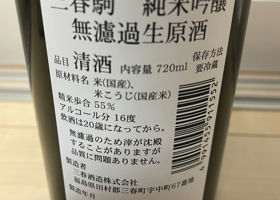 三春駒 純米吟醸
無濾過生原酒
品目 清酒 内容量 720ml 保存方法
要冷蔵
原材料名 米(国産)、
米こうじ(国産米)
精米歩合 55%
アルコール分 16度
飲酒は20歳になってから。
無濾過のため滓が沈殿
することがありますが
品質に問題ありません。
製造者
三春酒造株式会社
福島県田村郡三春町字中町67番地
製造年月